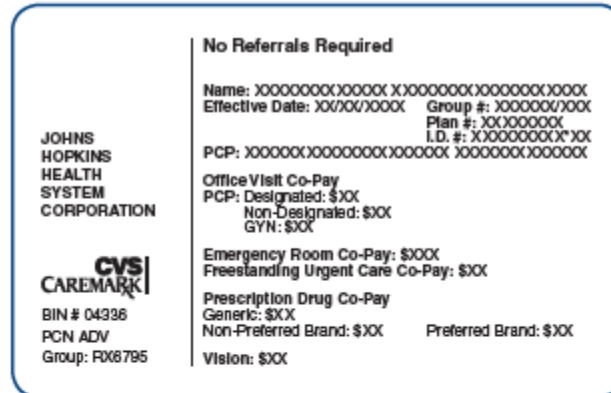 No Referrals Required
Name: XXXXXXXXXXXXX XXXXXXXXXXXXXXXXXX
Effective Date: XX/XX/XXXX Group #: XXXXXX/XXX
Plan #: XXXXXXXX
I.D. #: XXXXXXXXX*XX
PCP: XXXXXXXXXXXXXXXXXXXX XXXXXXXXXXXXX
Office Visit Co-Pay
PCP: Designated: $XX
Non-Designated: $XX
GYN: $XX
Emergency Room Co-Pay: $XXX
Freestanding Urgent Care Co-Pay: $XX
Prescription Drug Co-Pay
Generic: $XX
Non-Preferred Brand: $XX Preferred Brand: $XX
Vision: $XX
JOHNS
HOPKINS
HEALTH
SYSTEM
CORPORATION
CVS
CAREMARK
BIN # 04336
PCN ADV
Group: RX6795